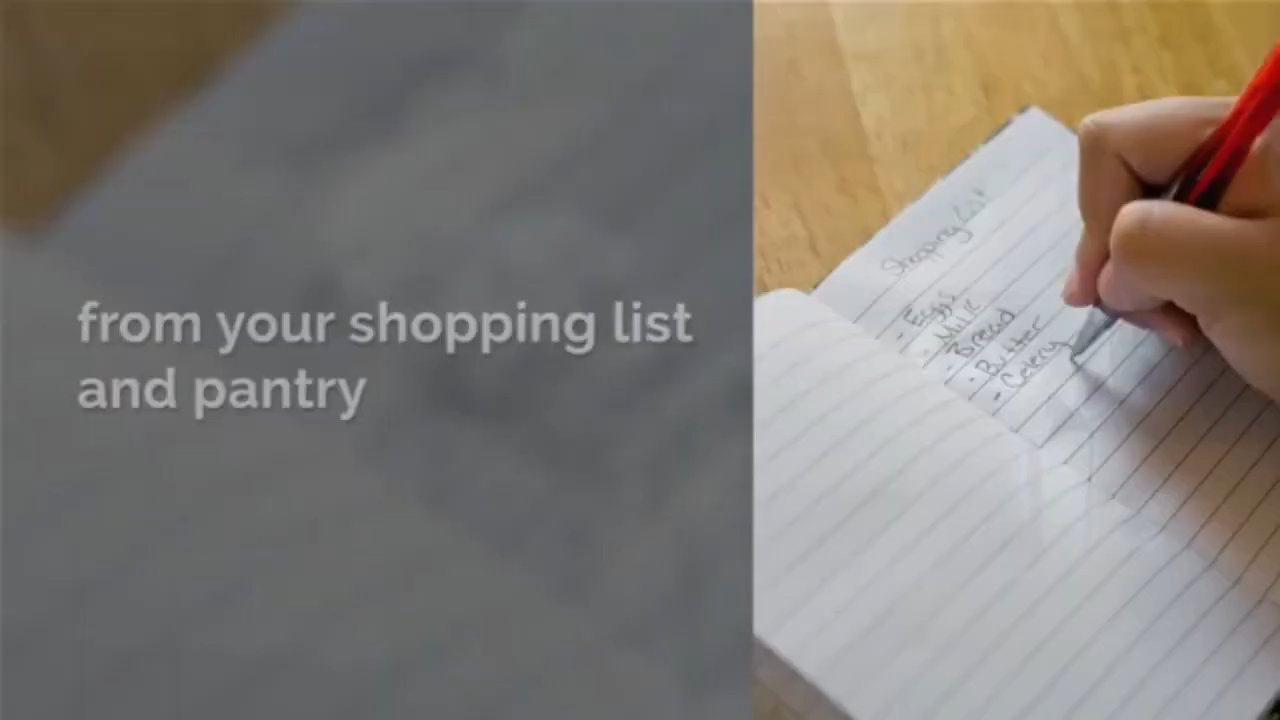 from your shopping list
and pantry
Shopping List
- Eggs
- Milk
- Bread
- Butter
- Celery